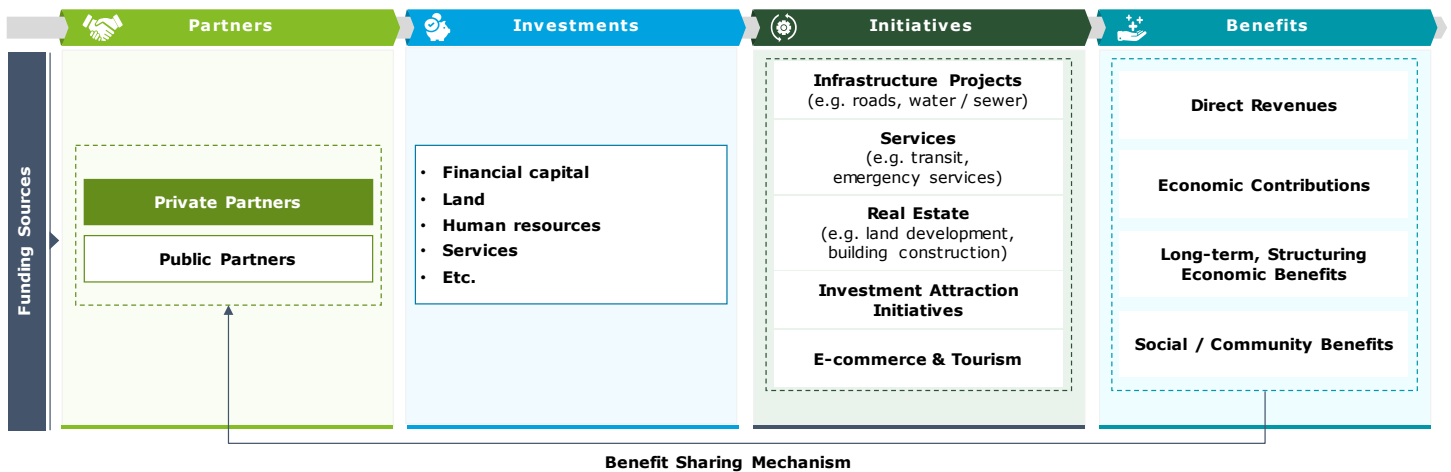 Partners
Investments
Initiatives
Benefits
Funding Sources
Private Partners
Public Partners
• Financial capital
• Land
• Human resources
• Services
• Etc.
Infrastructure Projects
(e.g. roads, water / sewer)
Services
(e.g. transit,
emergency services)
Real Estate
(e.g. land development,
building construction)
Investment Attraction
Initiatives
E-commerce & Tourism
Direct Revenues
Economic Contributions
Long-term, Structuring
Economic Benefits
Social / Community Benefits
Benefit Sharing Mechanism